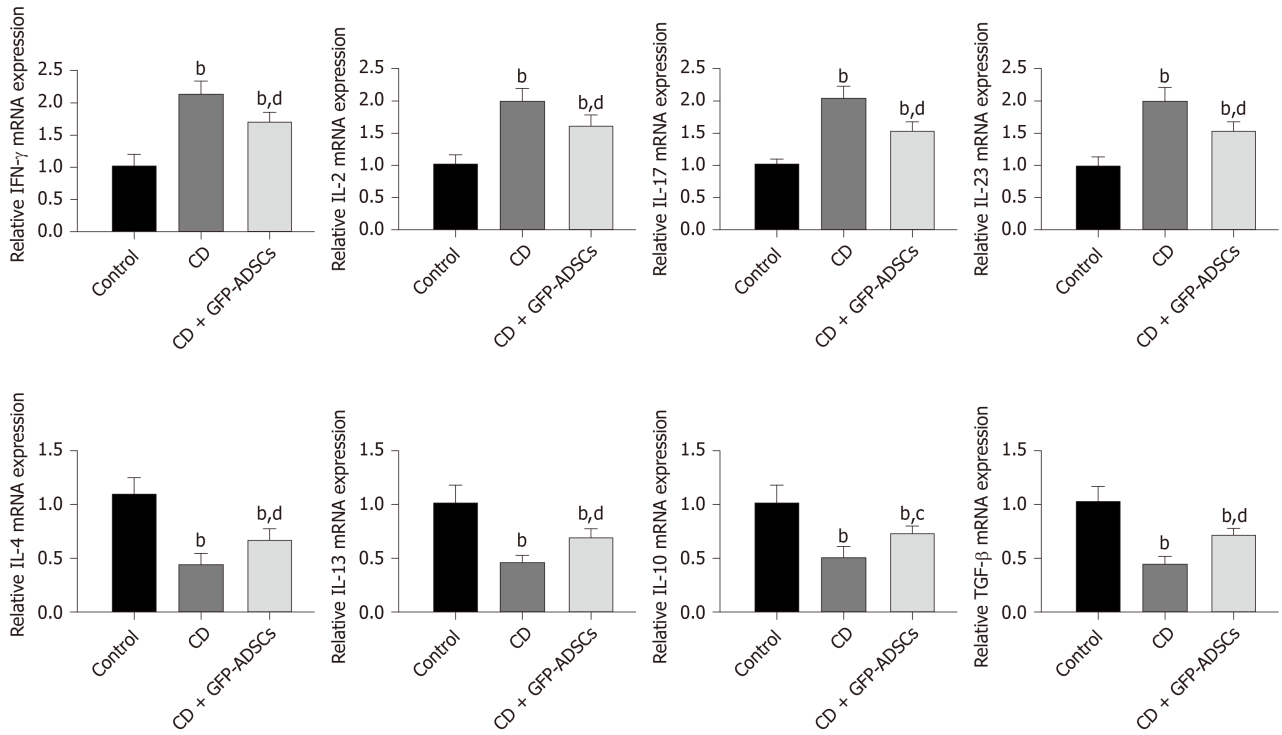 Relative IFN-γ mRNA expression
2.5
2.0
1.5
1.0
0.5
0.0
b
b,d
Control
CD
CD + GFP-ADSCs
Relative IL-2 mRNA expression
2.5
2.0
1.5
1.0
0.5
0.0
b
b,d
Control
CD
CD + GFP-ADSCs
Relative IL-17 mRNA expression
2.5
2.0
1.5
1.0
0.5
0.0
b
b,d
Control
CD
CD + GFP-ADSCs
Relative IL-23 mRNA expression
2.5
2.0
1.5
1.0
0.5
0.0
b
b,d
Control
CD
CD + GFP-ADSCs
Relative IL-4 mRNA expression
1.5
1.0
0.5
0.0
b
b,d
Control
CD
CD + GFP-ADSCs
Relative IL-13 mRNA expression
1.5
1.0
0.5
0.0
b
b,d
Control
CD
CD + GFP-ADSCs
Relative IL-10 mRNA expression
1.5
1.0
0.5
0.0
b
b,c
Control
CD
CD + GFP-ADSCs
Relative TGF-β mRNA expression
1.5
1.0
0.5
0.0
b
b,d
Control
CD
CD + GFP-ADSCs